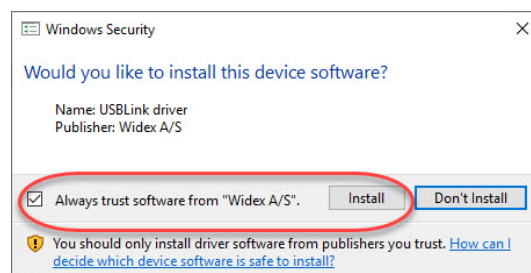 Windows Security
Would you like to install this device software?
Name: USBLink driver
Publisher: Widex A/S
Always trust software from "Widex A/S". Install Don't Install
You should only install driver software from publishers you trust. How can I
decide which device software is safe to install?